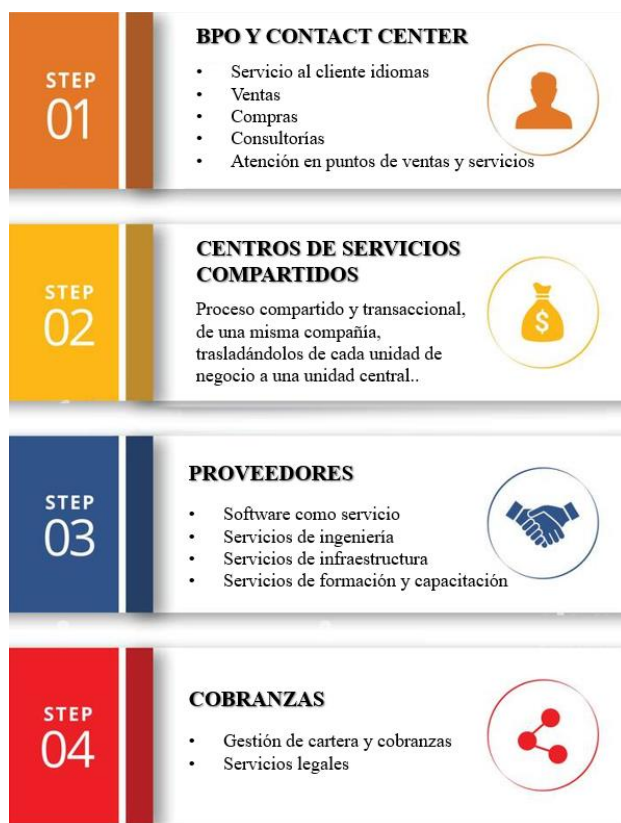 STEP
01
BPO Y CONTACT CENTER
• Servicio al cliente idiomas
• Ventas
• Compras
• Consultorías
• Atención en puntos de ventas y servicios
STEP
02
CENTROS DE SERVICIOS
COMPARTIDOS
Proceso compartido y transaccional,
de una misma compañía,
trasladándolos de cada unidad de
negocio a una unidad central..
STEP
03
PROVEEDORES
• Software como servicio
• Servicios de ingeniería
• Servicios de infraestructura
• Servicios de formación y capacitación
STEP
04
COBRANZAS
• Gestión de cartera y cobranzas
• Servicios legales
$